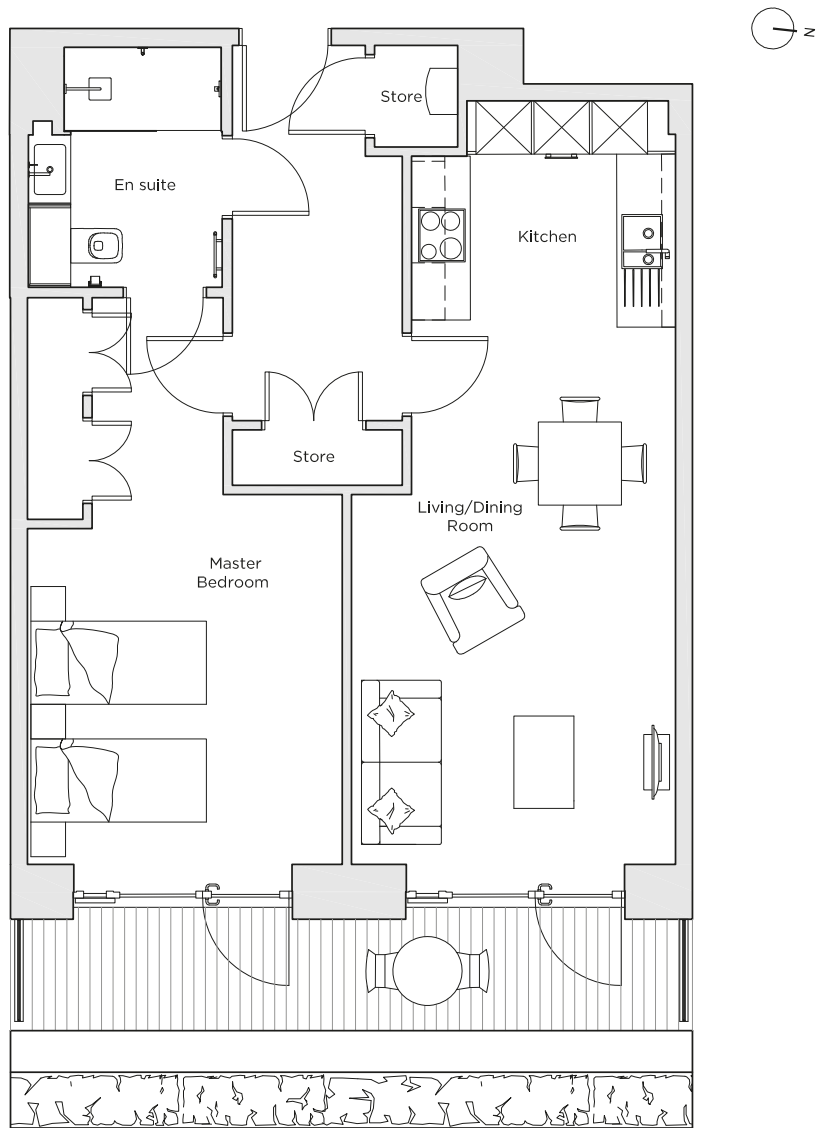 N
Store
En suite
Kitchen
Store
Living/Dining
Room
Master
Bedroom